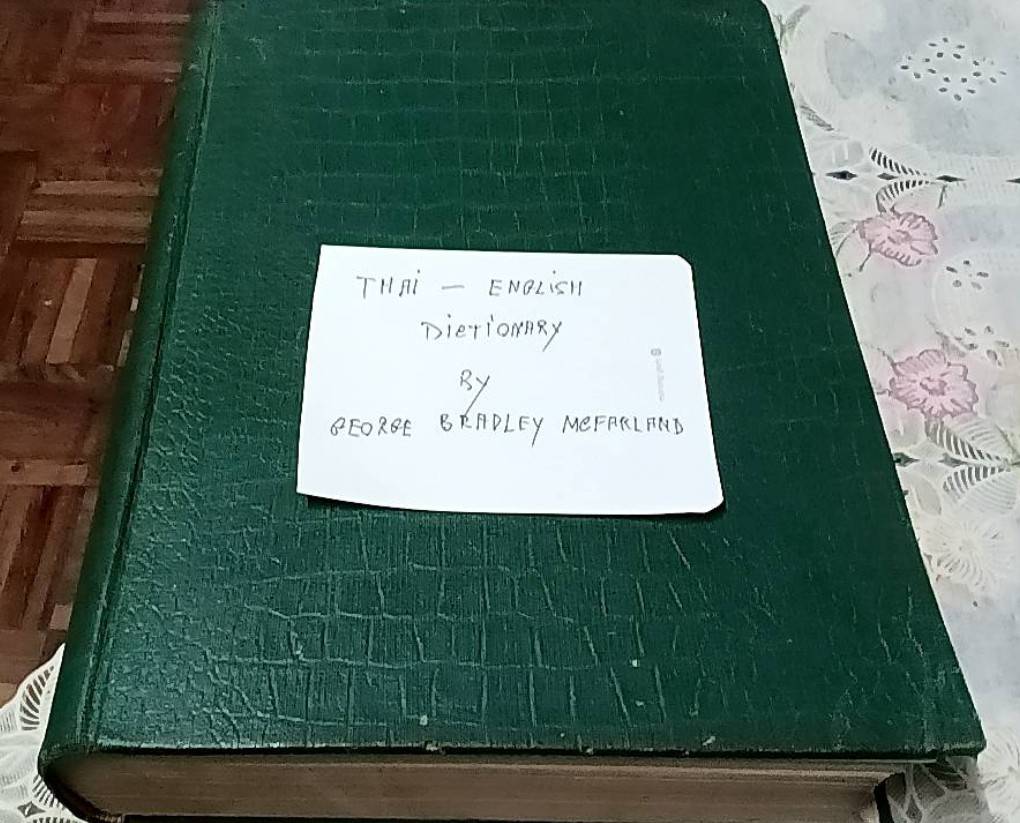 THAi — ENGLiSH
DiCTiONARY
BY
GEORGE BRADLEY MCFARLAND